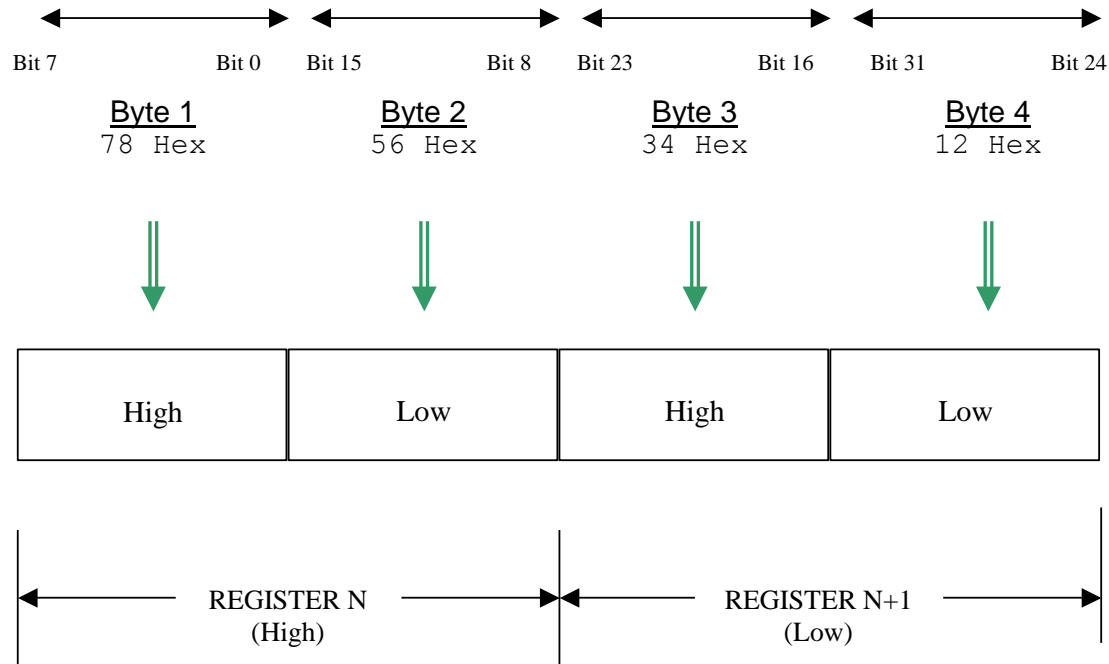 Bit 7 Bit 0 Bit 15 Bit 8 Bit 23 Bit 16 Bit 31 Bit 24
Byte 1 Byte 2 Byte 3 Byte 4
78 Hex 56 Hex 34 Hex 12 Hex
High Low High Low
REGISTER N REGISTER N+1
(High) (Low)